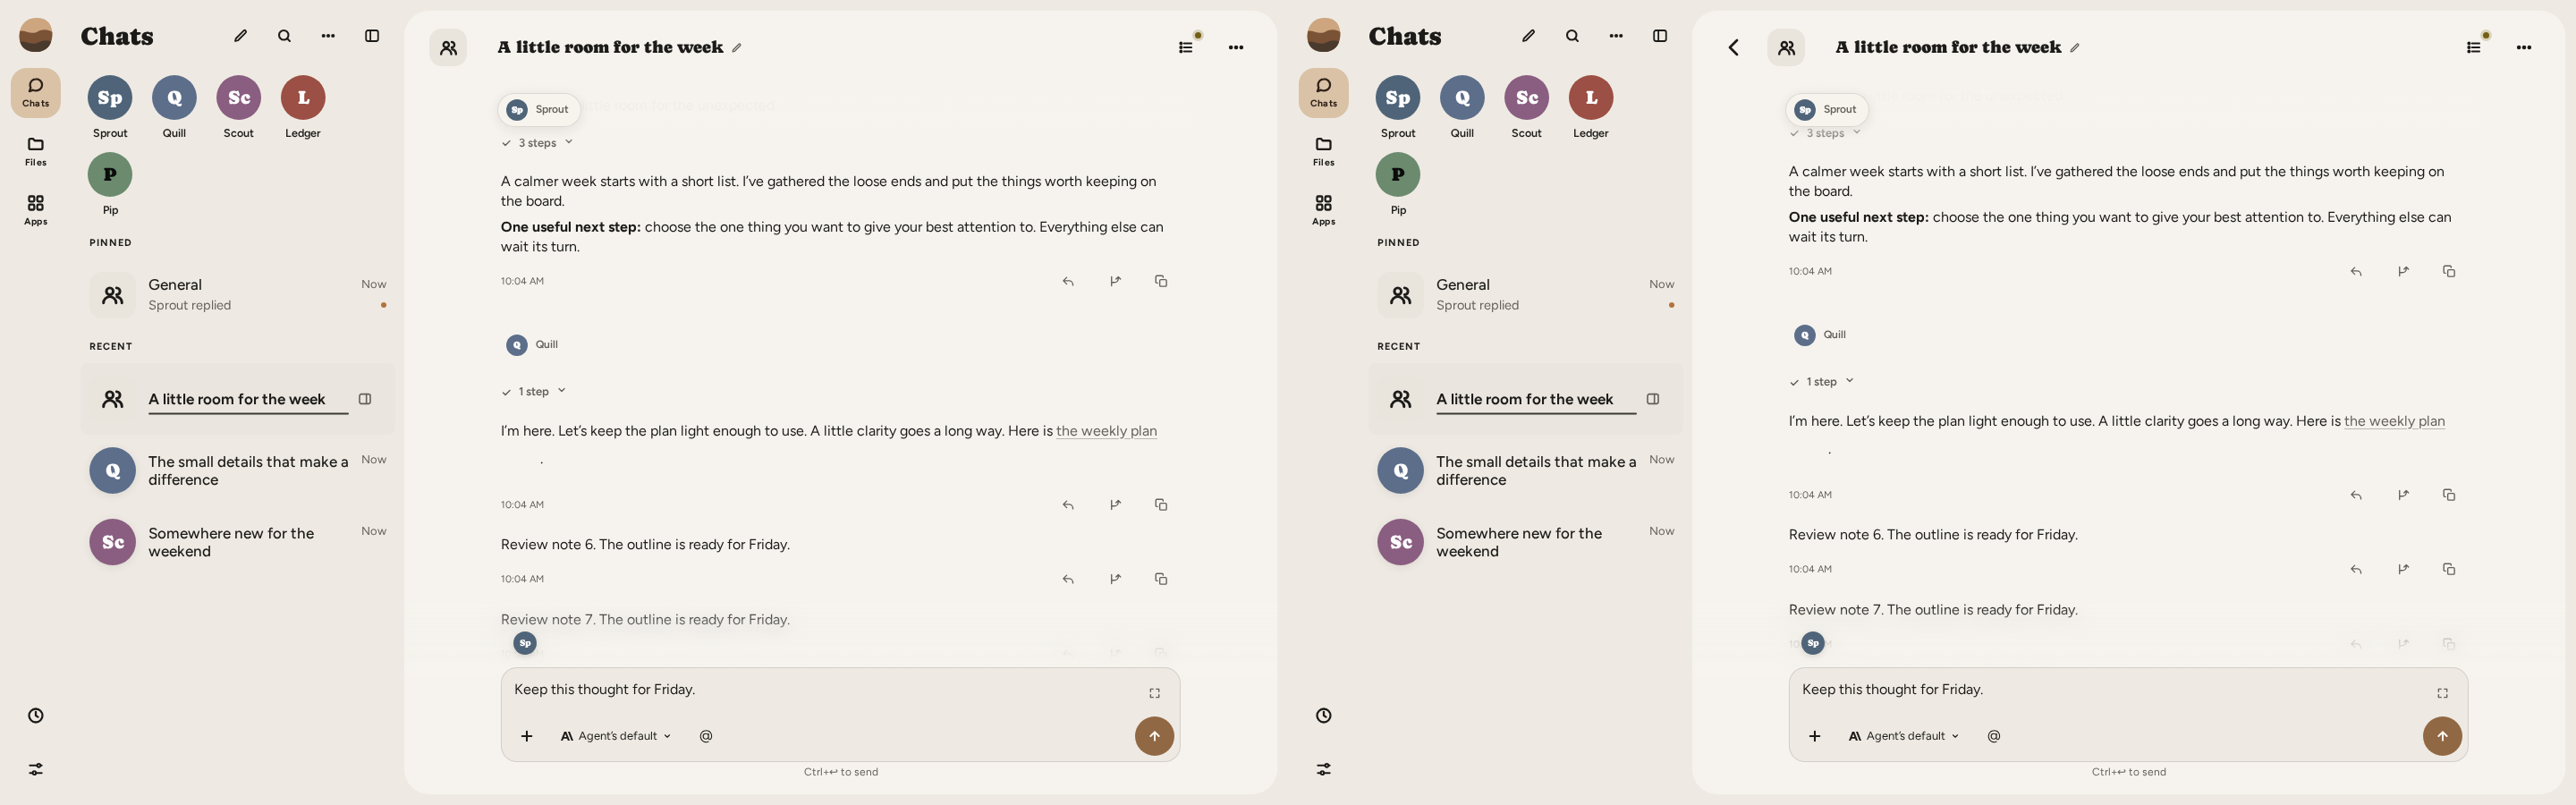 Chats
Chats
Files
Apps
Sp
Q
Sc
L
Sprout
Quill
Scout
Ledger
P
Pip
PINNED
General
Now
Sprout replied
RECENT
A little room for the week
Q
The small details that make a
difference
Now
Sc
Somewhere new for the
weekend
Now
A little room for the week
little room for the unexpected.
Sp
Sprout
3 steps
A calmer week starts with a short list. I’ve gathered the loose ends and put the things worth keeping on
the board.
One useful next step: choose the one thing you want to give your best attention to. Everything else can
wait its turn.
10:04 AM
Q
Quill
1 step
I’m here. Let’s keep the plan light enough to use. A little clarity goes a long way. Here is the weekly plan
.
10:04 AM
Review note 6. The outline is ready for Friday.
10:04 AM
Review note 7. The outline is ready for Friday.
Sp
Keep this thought for Friday.
Agent’s default
@
Ctrl+↩ to send
Chats
Chats
Files
Apps
Sp
Q
Sc
L
Sprout
Quill
Scout
Ledger
P
Pip
PINNED
General
Now
Sprout replied
RECENT
A little room for the week
Q
The small details that make a
difference
Now
Sc
Somewhere new for the
weekend
Now
A little room for the week
Sp
Sprout
3 steps
A calmer week starts with a short list. I’ve gathered the loose ends and put the things worth keeping on
the board.
One useful next step: choose the one thing you want to give your best attention to. Everything else can
wait its turn.
10:04 AM
Q
Quill
1 step
I’m here. Let’s keep the plan light enough to use. A little clarity goes a long way. Here is the weekly plan
.
10:04 AM
Review note 6. The outline is ready for Friday.
10:04 AM
Review note 7. The outline is ready for Friday.
Sp
Keep this thought for Friday.
Agent’s default
@
Ctrl+↩ to send